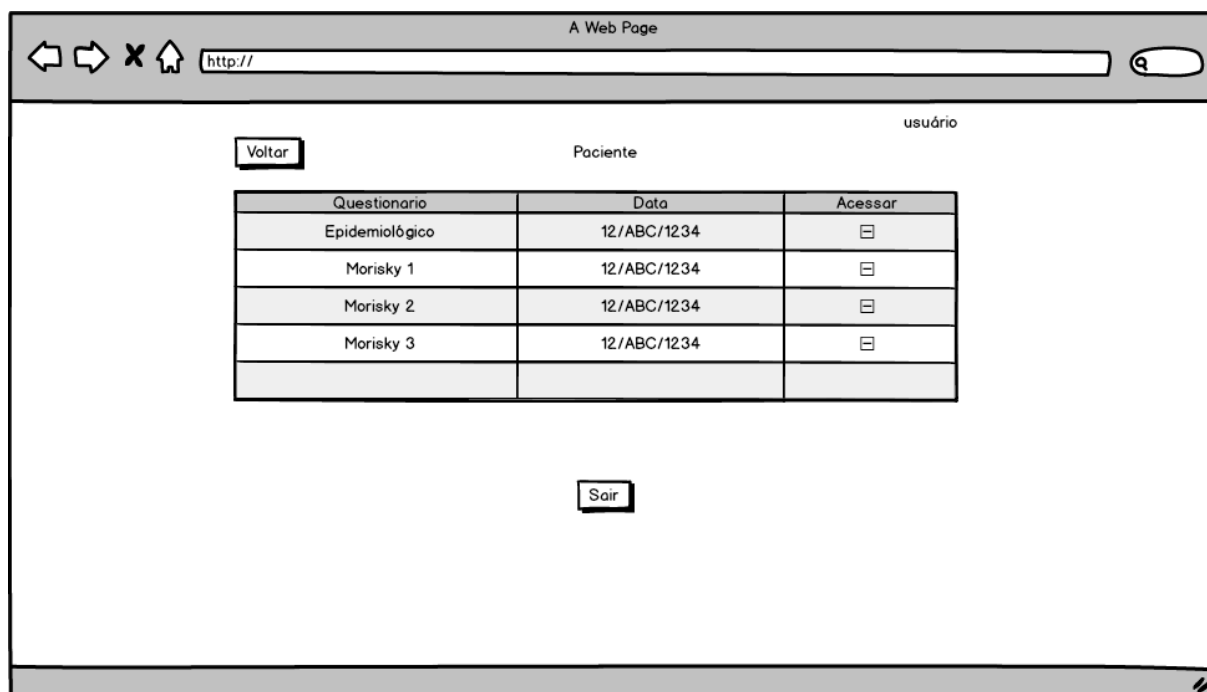 A Web Page
http://
usuário
Voltar Paciente
Questionario Data Acessar
Epidemiológico 12/ABC/1234
Morisky 1 12/ABC/1234
Morisky 2 12/ABC/1234
Morisky 3 12/ABC/1234
Sair